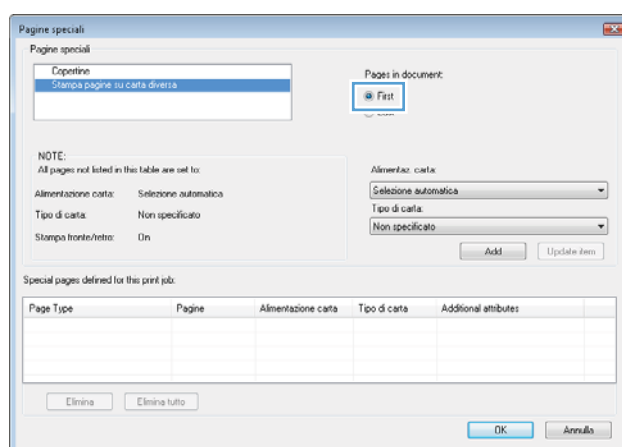 Pagine speciali
Pagine speciali
Copertine
Stampa pagine su carta diversa
Pages in document:
First
NOTE:
All pages not listed in this table are set to:
Alimentazione carta: Selezione automatica
Tipo di carta: Non specificato
Stampa fronte/retro: On
Alimentaz. carta:
Selezione automatica
Tipo di carta:
Non specificato
Add Update item
Special pages defined for this print job:
Page Type Pagine Alimentazione carta Tipo di carta Additional attributes
Elimina Elimina tutto
OK Annulla